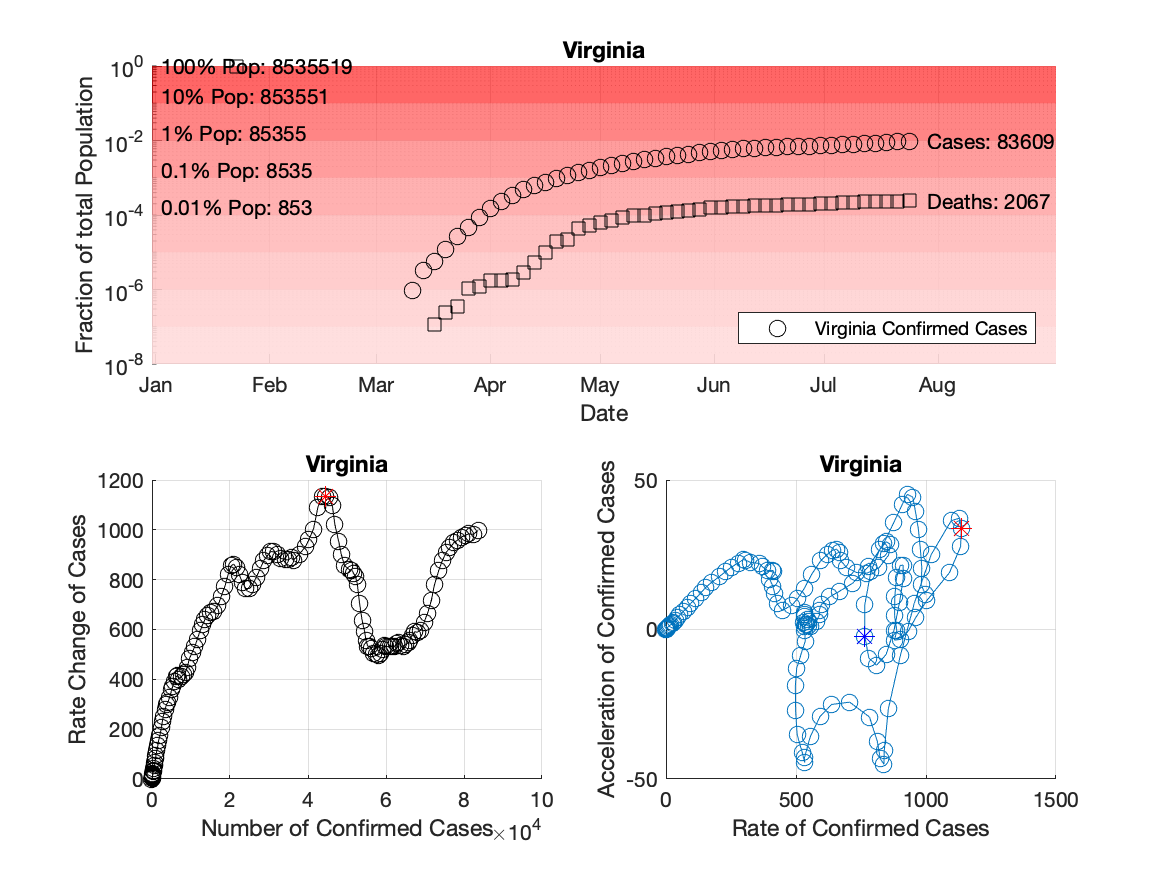 Virginia
10^0
10^-2
10^-4
10^-6
10^-8
Fraction of total Population
100% Pop: 8535519
10% Pop: 853551
1% Pop: 85355
0.1% Pop: 8535
0.01% Pop: 853
Cases: 83609
Deaths: 2067
Virginia Confirmed Cases
Jan Feb Mar Apr May Jun Jul Aug
Date
Virginia
1200
1000
800
600
400
200
0
Rate Change of Cases
0 2 4 6 8 10
Number of Confirmed Cases ×10^4
Virginia
50
0
-50
Acceleration of Confirmed Cases
0 500 1000 1500
Rate of Confirmed Cases